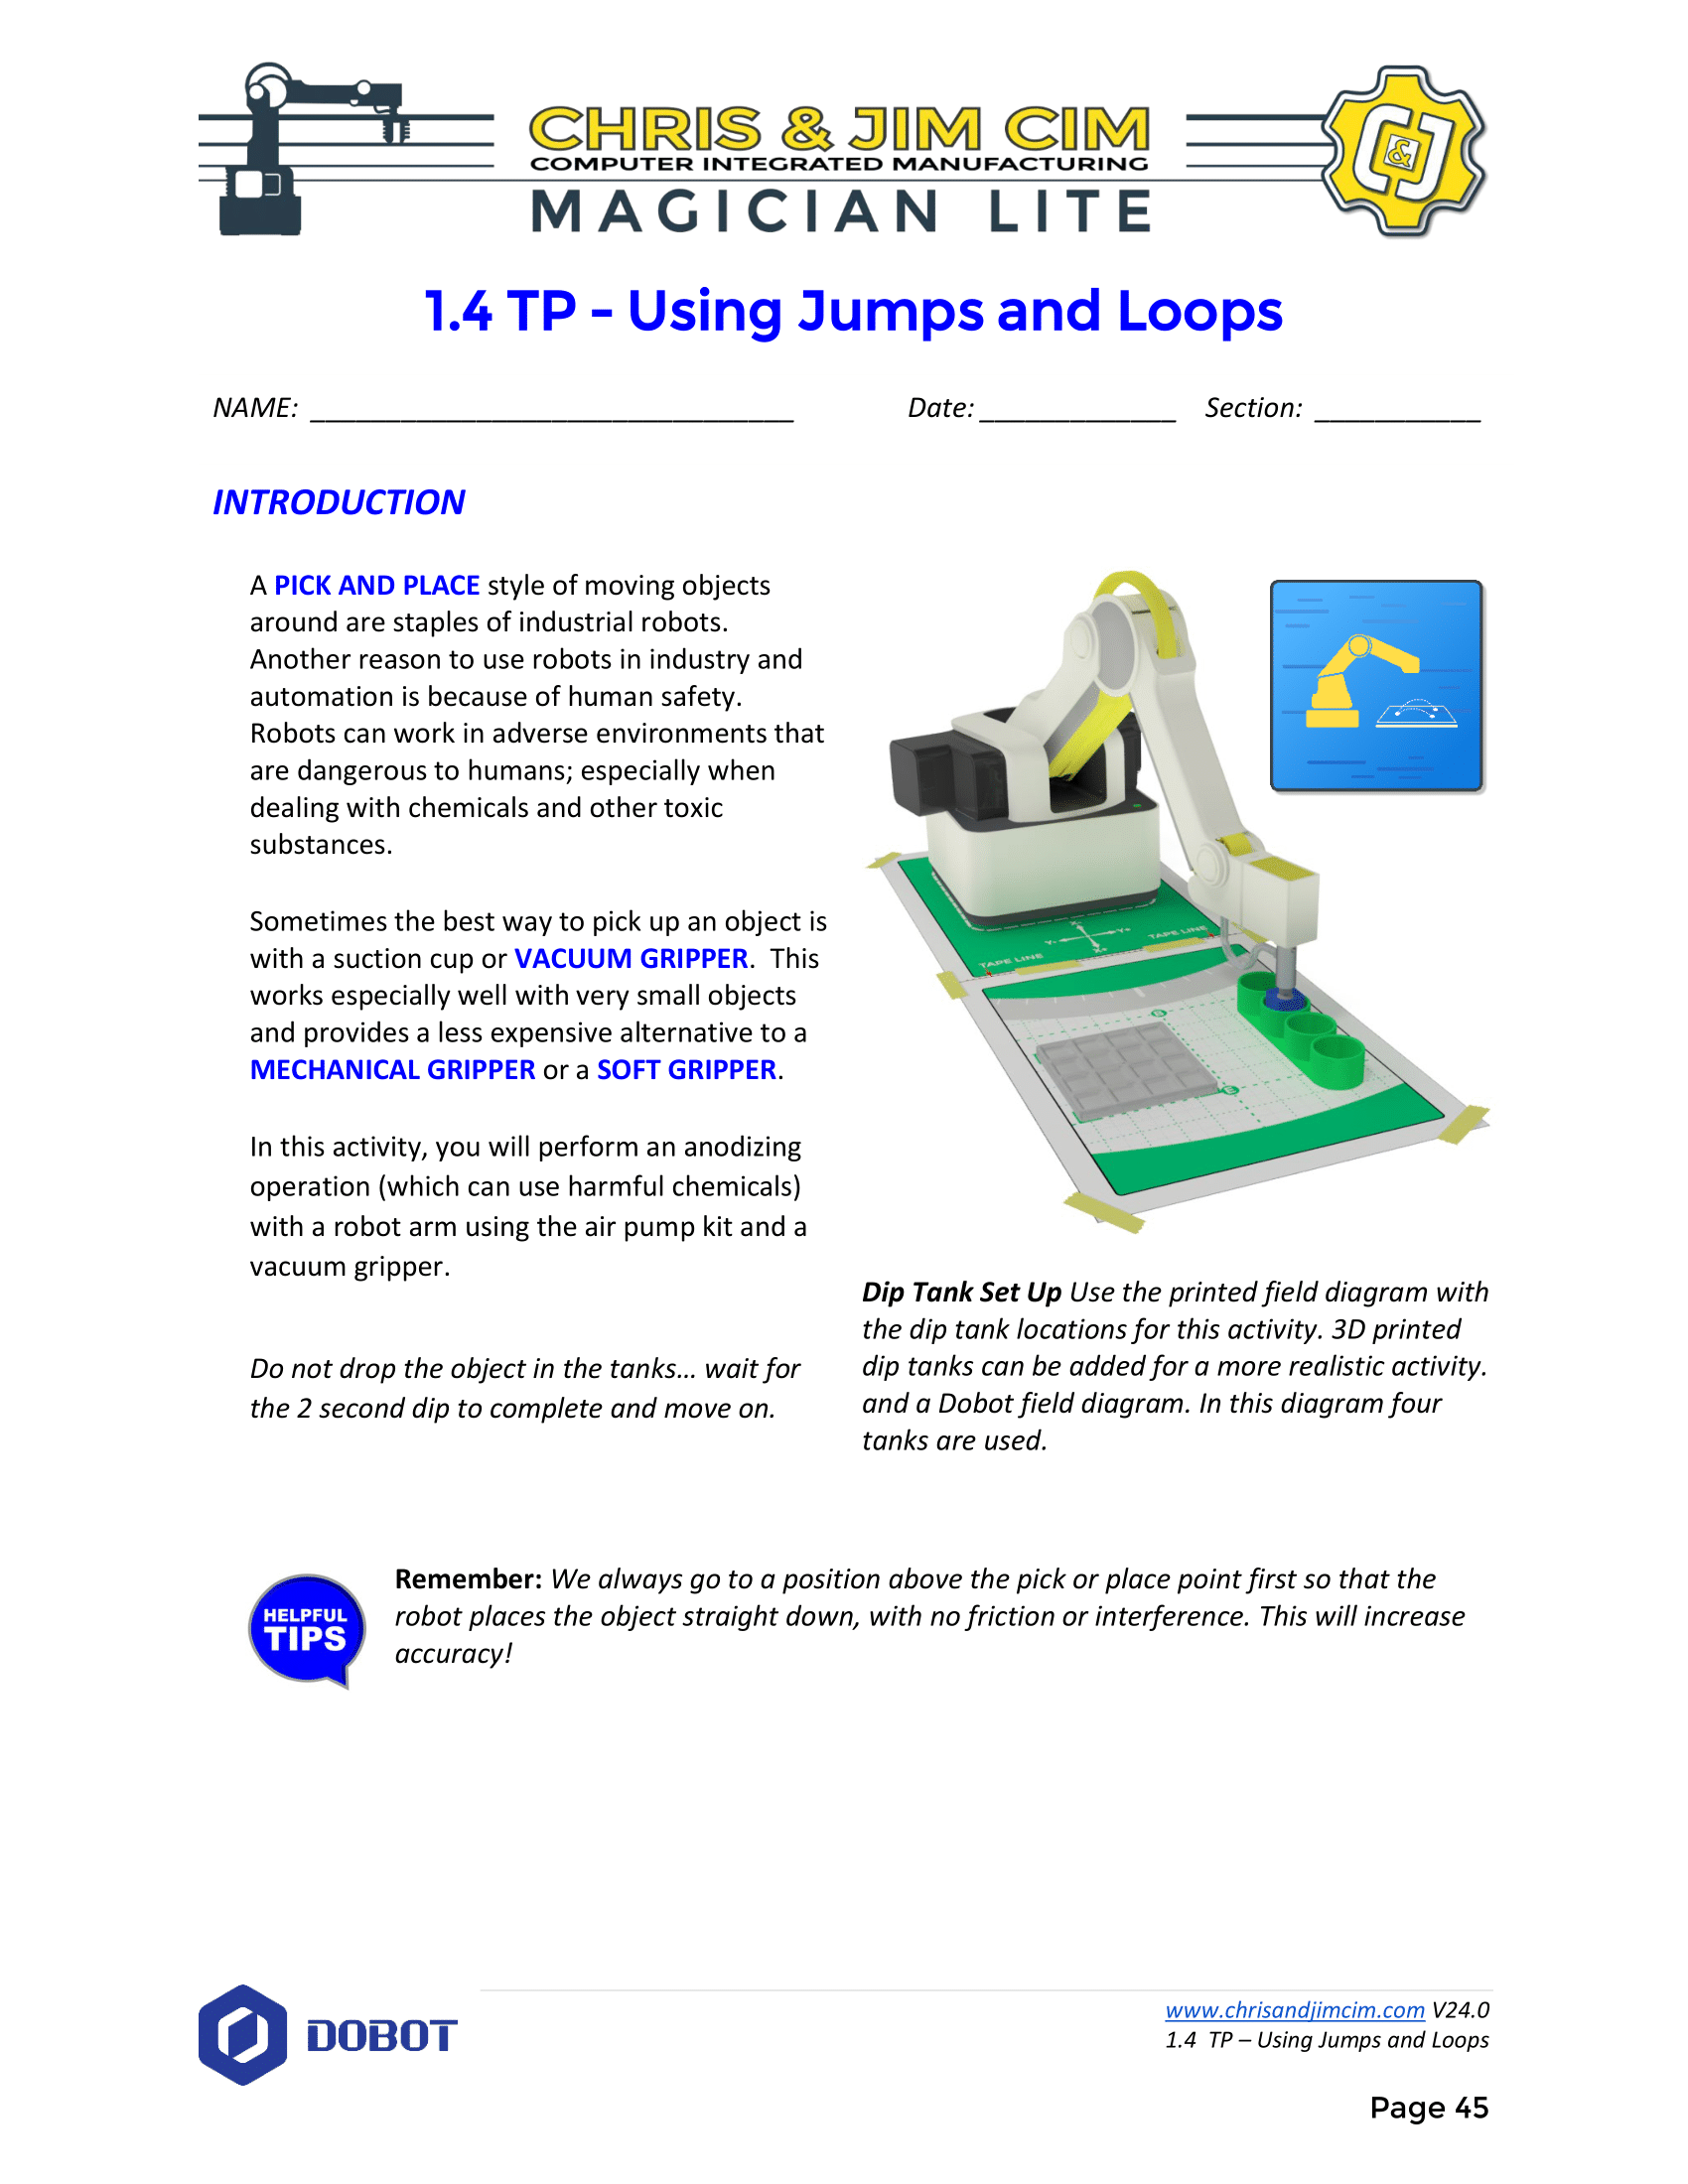 CHRIS & JIM CIM
COMPUTER INTEGRATED MANUFACTURING
MAGICIAN LITE
C&J
1.4 TP - Using Jumps and Loops
NAME: ________________________________ Date: _____________ Section: ___________
INTRODUCTION
A PICK AND PLACE style of moving objects
around are staples of industrial robots.
Another reason to use robots in industry and
automation is because of human safety.
Robots can work in adverse environments that
are dangerous to humans; especially when
dealing with chemicals and other toxic
substances.
Sometimes the best way to pick up an object is
with a suction cup or VACUUM GRIPPER.  This
works especially well with very small objects
and provides a less expensive alternative to a
MECHANICAL GRIPPER or a SOFT GRIPPER.
In this activity, you will perform an anodizing
operation (which can use harmful chemicals)
with a robot arm using the air pump kit and a
vacuum gripper.
Do not drop the object in the tanks… wait for
the 2 second dip to complete and move on.
X-
Y- Y+
X+
TAPE LINE
TAPE LINE
Dip Tank Set Up Use the printed field diagram with
the dip tank locations for this activity. 3D printed
dip tanks can be added for a more realistic activity.
and a Dobot field diagram. In this diagram four
tanks are used.
HELPFUL
TIPS
Remember: We always go to a position above the pick or place point first so that the
robot places the object straight down, with no friction or interference. This will increase
accuracy!
DOBOT
www.chrisandjimcim.com V24.0
1.4  TP – Using Jumps and Loops
Page 45